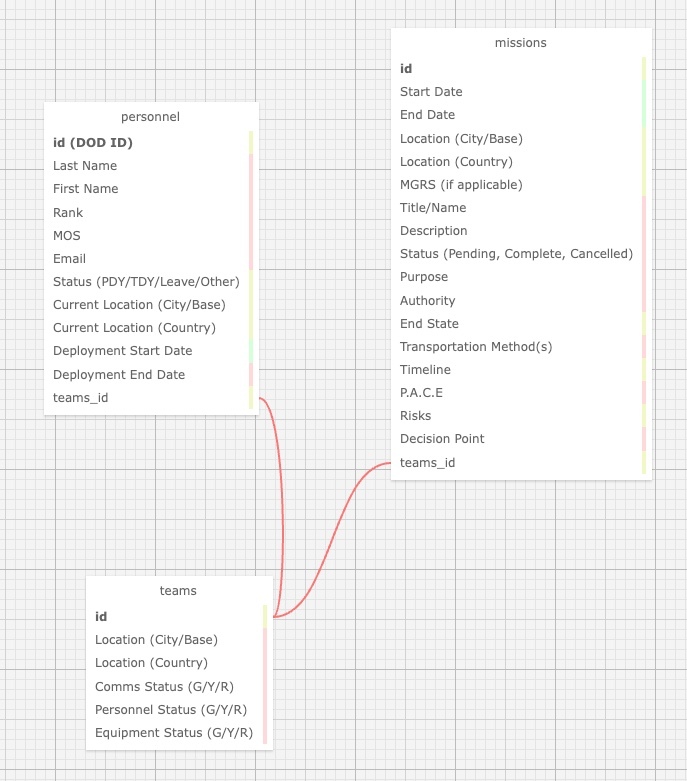 personnel
id (DOD ID)
Last Name
First Name
Rank
MOS
Email
Status (PDY/TDY/Leave/Other)
Current Location (City/Base)
Current Location (Country)
Deployment Start Date
Deployment End Date
teams_id
missions
id
Start Date
End Date
Location (City/Base)
Location (Country)
MGRS (if applicable)
Title/Name
Description
Status (Pending, Complete, Cancelled)
Purpose
Authority
End State
Transportation Method(s)
Timeline
P.A.C.E
Risks
Decision Point
teams_id
teams
id
Location (City/Base)
Location (Country)
Comms Status (G/Y/R)
Personnel Status (G/Y/R)
Equipment Status (G/Y/R)